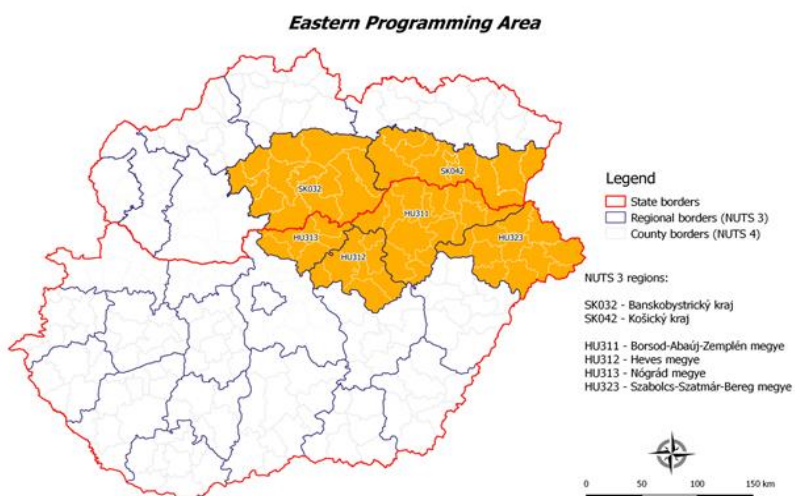 Eastern Programming Area
SK042
SK032
HU311
HU313
HU323
HU312
Legend
State borders
Regional borders (NUTS 3)
County borders (NUTS 4)
NUTS 3 regions:
SK032 - Banskobystrický kraj
SK042 - Košický kraj
HU311 - Borsod-Abaúj-Zemplén megye
HU312 - Heves megye
HU313 - Nógrád megye
HU323 - Szabolcs-Szatmár-Bereg megye
0 50 100 150 km